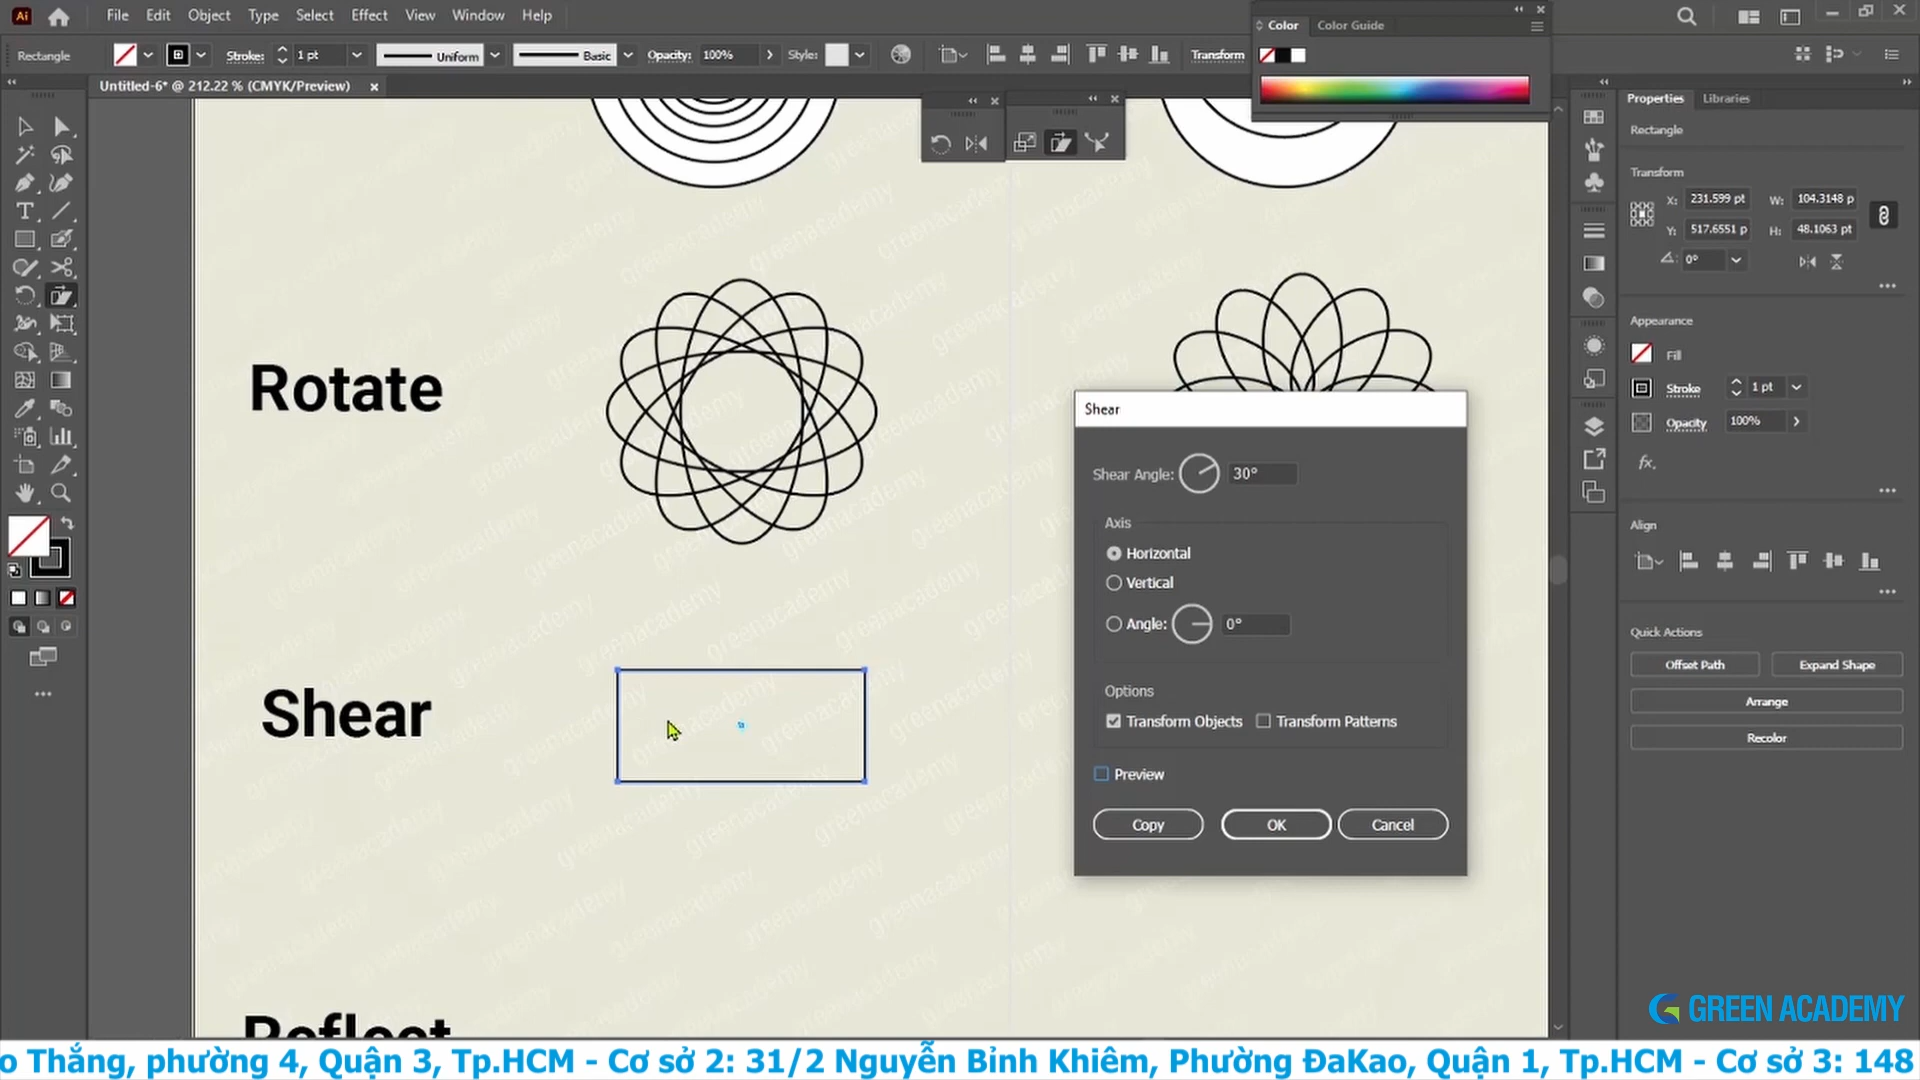 Ai File Edit Object Type Select Effect View Window Help
Color Color Guide
Rectangle Stroke: 1 pt Uniform Basic Opacity: 100% Style: Transform
Untitled-6* @ 212.22 % (CMYK/Preview)
Properties Libraries
Rectangle
Transform
X: 231.599 pt W: 104.3148 p
Y: 517.6551 p H: 48.1063 pt
0°
Appearance
Fill
Stroke 1 pt
Opacity 100%
fx.
Align
Quick Actions
Offset Path Expand Shape
Arrange
Recolor
Rotate
Shear
Reflect
Shear
Shear Angle: 30°
Axis
Horizontal
Vertical
Angle: 0°
Options
Transform Objects Transform Patterns
Preview
Copy OK Cancel
greenacademy
GREEN ACADEMY
o Thắng, phường 4, Quận 3, Tp.HCM - Cơ sở 2: 31/2 Nguyễn Bỉnh Khiêm, Phường ĐaKao, Quận 1, Tp.HCM - Cơ sở 3: 148